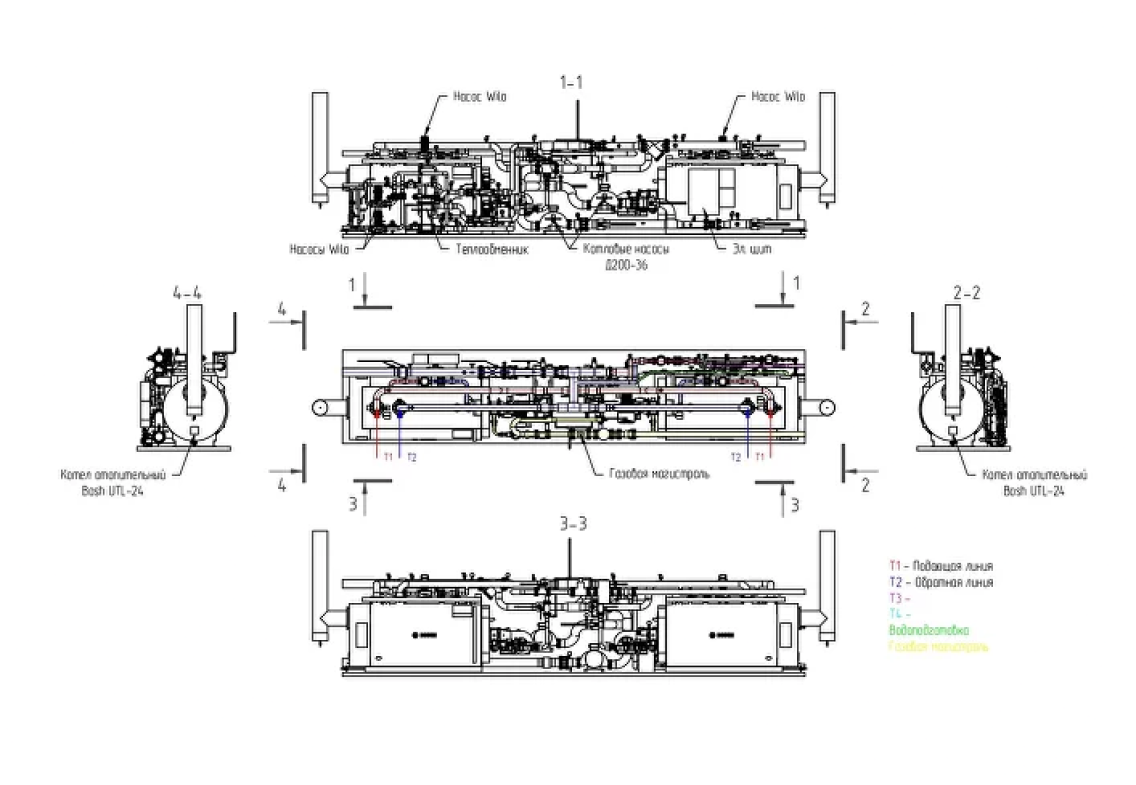 1-1
Насос Wilo
Насос Wilo
Насосы Wilo
Теплообменник
Котловые насосы
Д200-36
Эл. щит
1
1
4-4
4
2
2-2
T1
T2
T2
T1
Котел отопительный
Bosh UTL-24
4
3
Газовая магистраль
3
2
Котел отопительный
Bosh UTL-24
3-3
T1 - Подающая линия
T2 - Обратная линия
T3 -
T4 -
Водоподготовка
Газовая магистраль